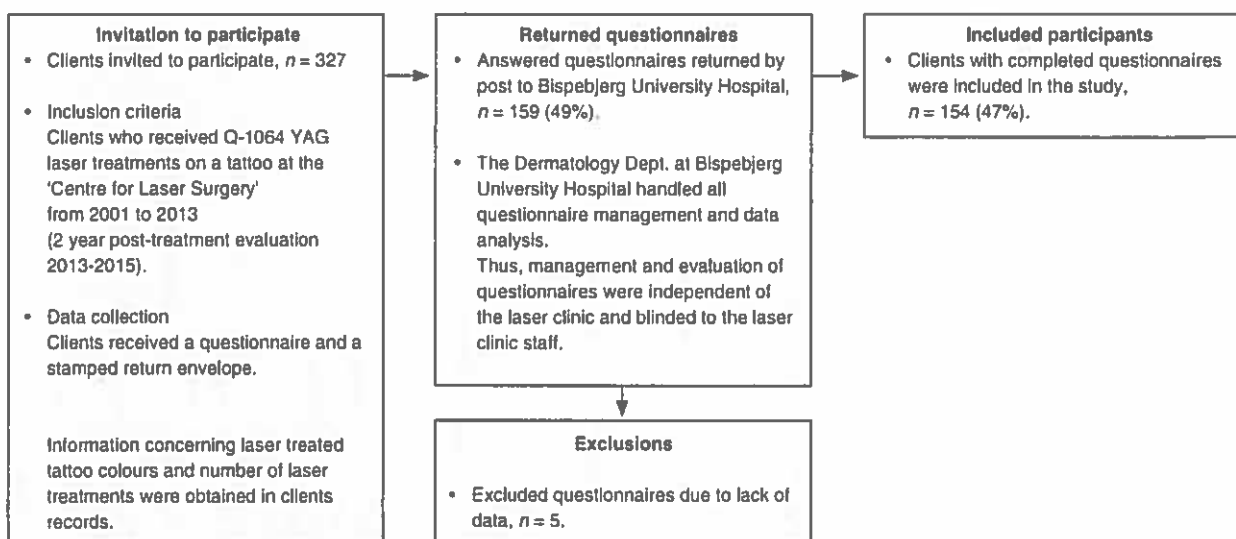 Invitation to participate
• Clients invited to participate, n = 327
• Inclusion criteria
Clients who received Q-1064 YAG
laser treatments on a tattoo at the
'Centre for Laser Surgery'
from 2001 to 2013
(2 year post-treatment evaluation
2013-2015).
• Data collection
Clients received a questionnaire and a
stamped return envelope.
Information concerning laser treated
tattoo colours and number of laser
treatments were obtained in clients
records.
Returned questionnaires
• Answered questionnaires returned by
post to Bispebjerg University Hospital,
n = 159 (49%).
• The Dermatology Dept. at Bispebjerg
University Hospital handled all
questionnaire management and data
analysis.
Thus, management and evaluation of
questionnaires were independent of
the laser clinic and blinded to the laser
clinic staff.
Exclusions
• Excluded questionnaires due to lack of
data, n = 5.
Included participants
• Clients with completed questionnaires
were included in the study,
n = 154 (47%).